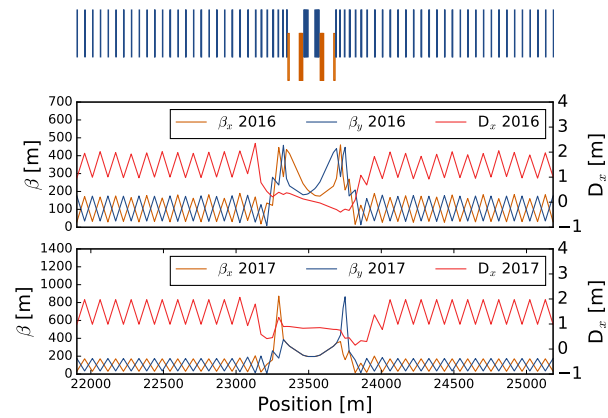 700
600
500
400
300
200
100
0
β [m]
βx 2016
βy 2016
Dx 2016
4
3
2
1
0
−1
Dx [m]
1400
1200
1000
800
600
400
200
0
β [m]
βx 2017
βy 2017
Dx 2017
4
3
2
1
0
−1
Dx [m]
22000 22500 23000 23500 24000 24500 25000
Position [m]